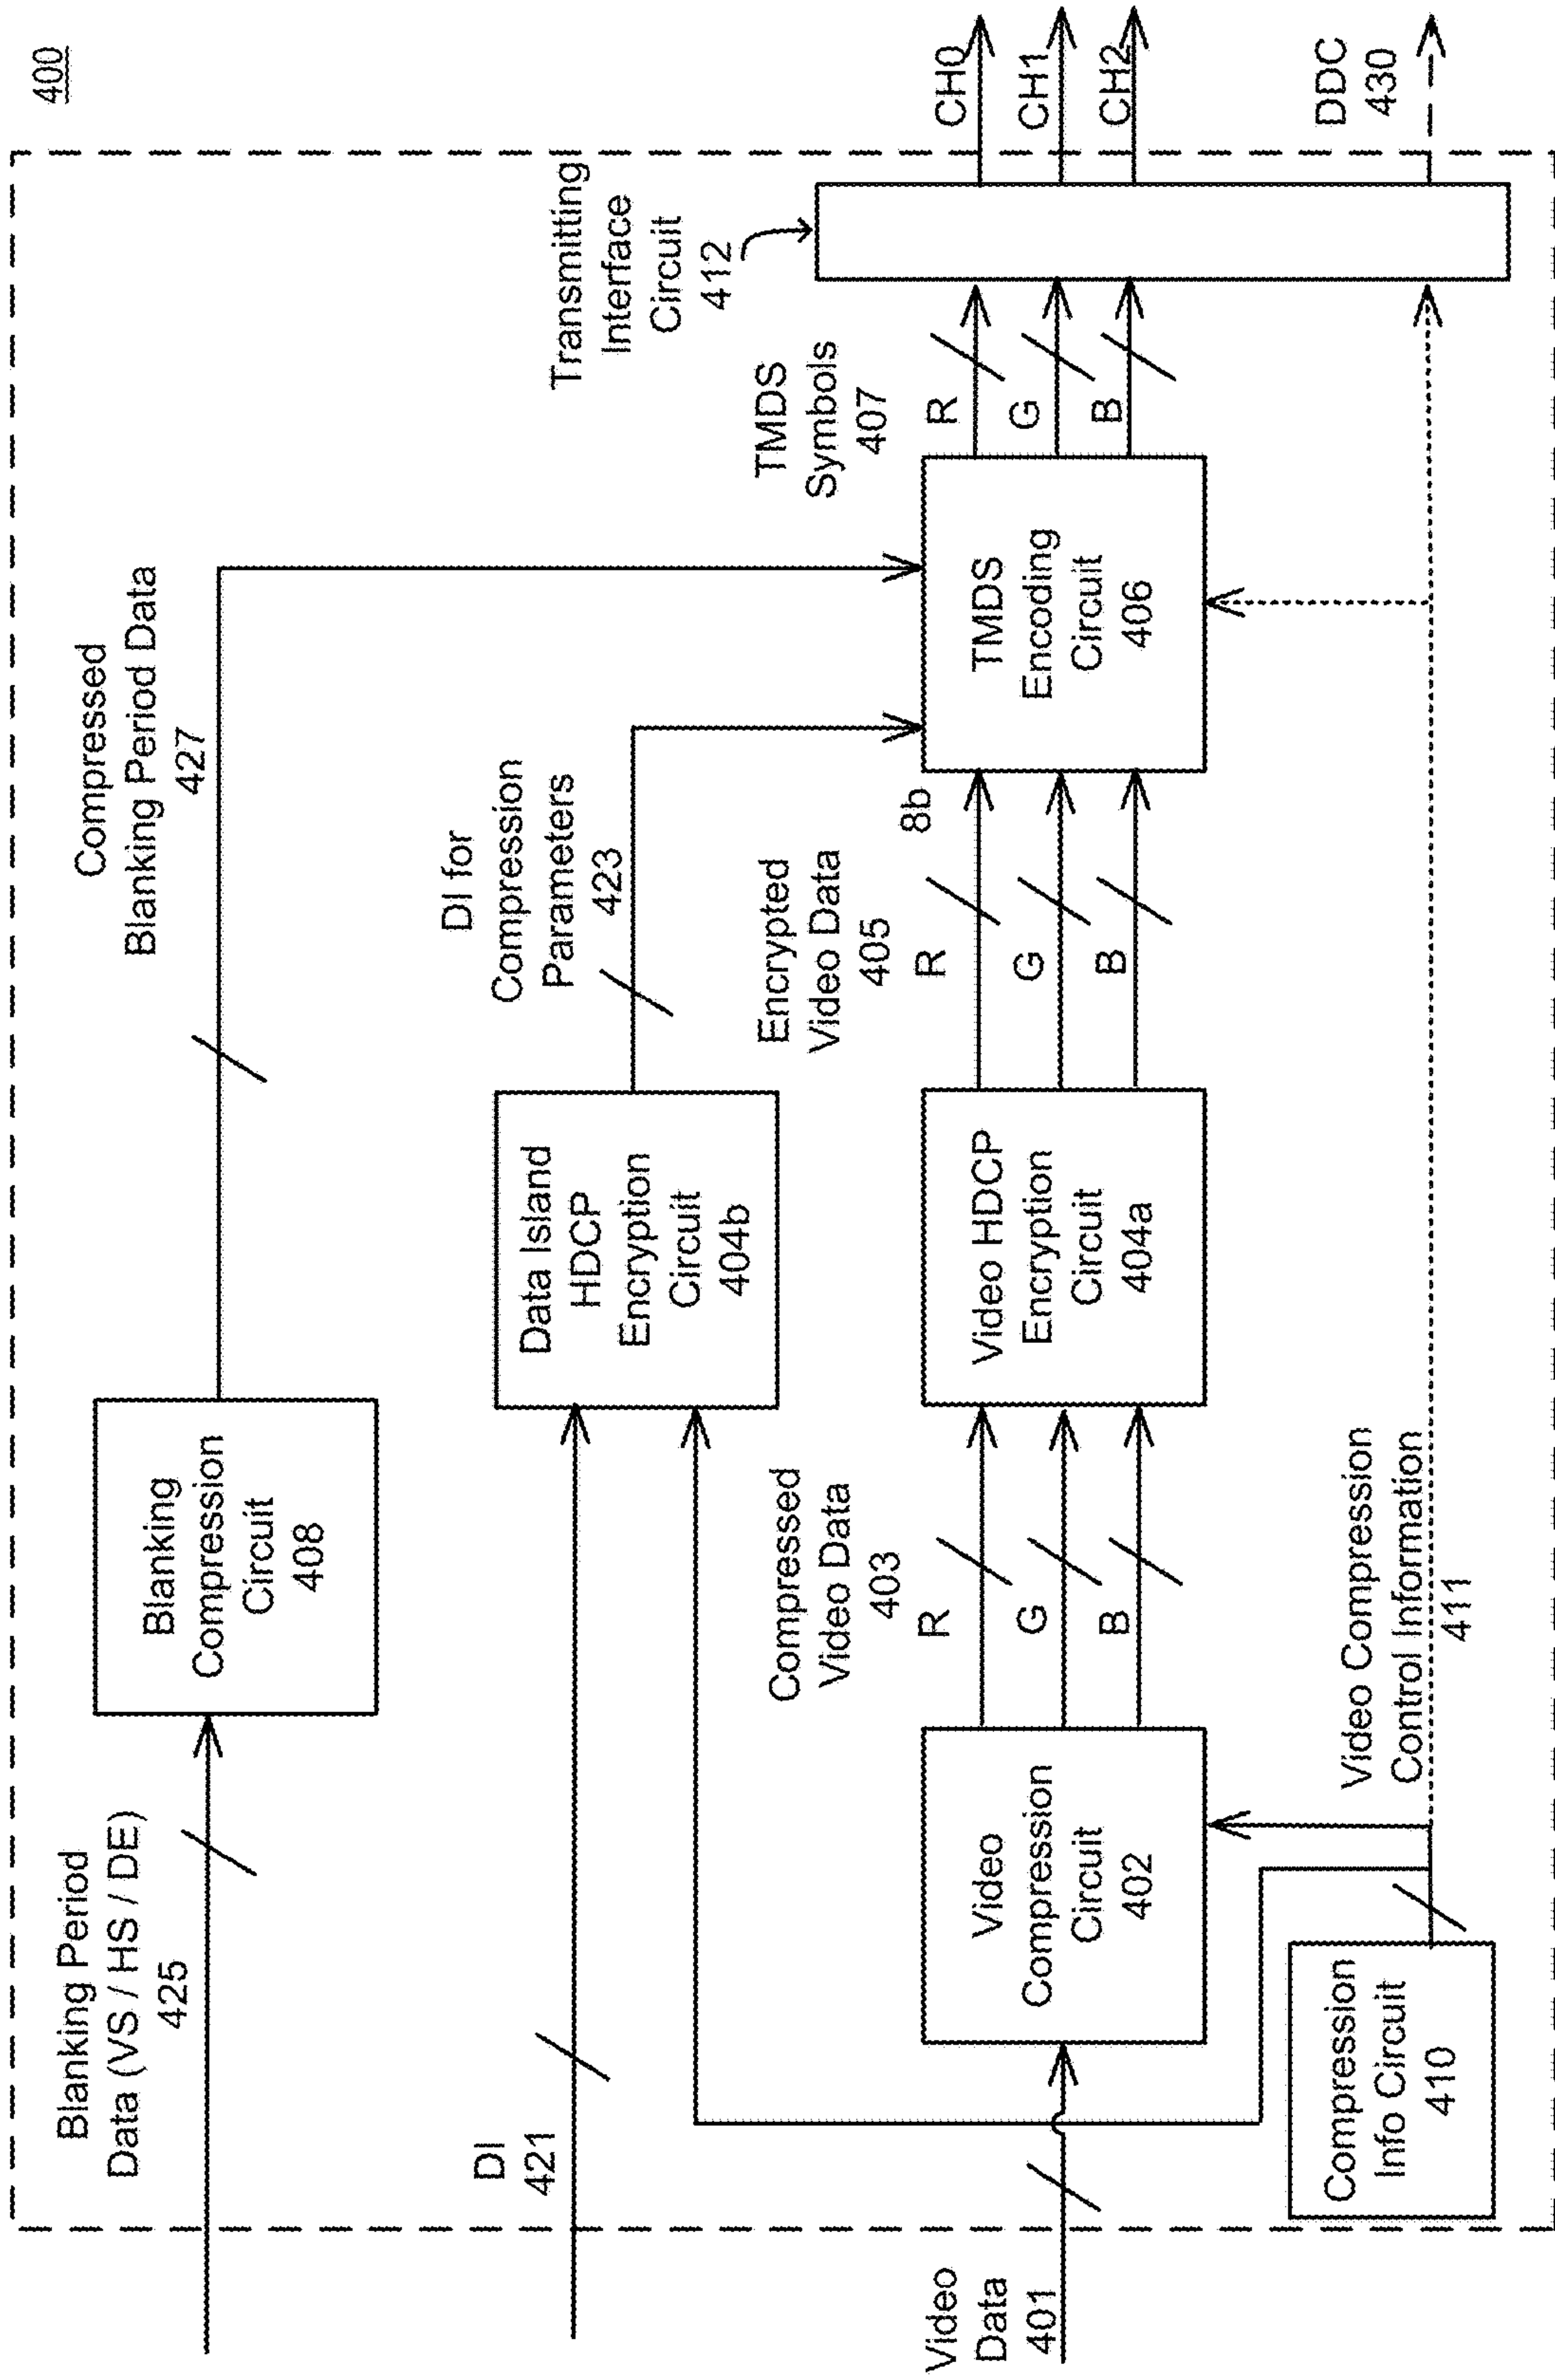 400
Blanking Period
Data (VS / HS / DE)
425
Blanking
Compression
Circuit
408
Compressed
Blanking Period Data
427
DI
421
Data Island
HDCP
Encryption
Circuit
404b
DI for
Compression
Parameters
423
Video
Data
401
Video
Compression
Circuit
402
Compressed
Video Data
403
R
G
B
Video HDCP
Encryption
Circuit
404a
Encrypted
Video Data
405
R
G
B
8b
TMDS
Encoding
Circuit
406
TMDS
Symbols
407
R
G
B
Transmitting
Interface
Circuit
412
CH0
CH1
CH2
DDC
430
Compression
Info Circuit
410
Video Compression
Control Information
411